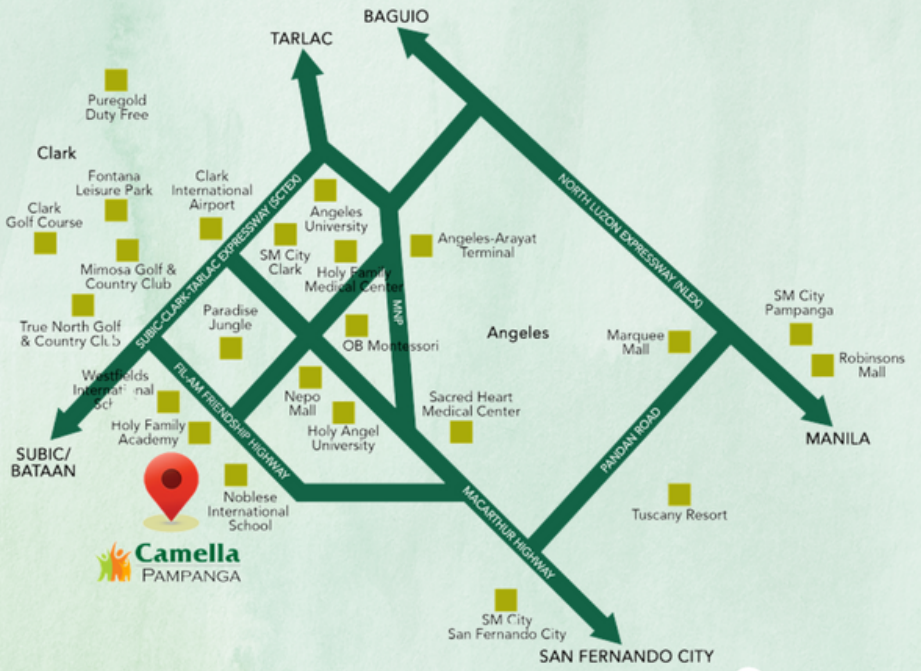 BAGUIO
TARLAC
Puregold
Duty Free
Clark
Fontana
Leisure Park
Clark
International
Airport
Clark
Golf Course
Mimosa Golf &
Country Club
True North Golf
& Country Club
SUBIC-CLARK-TARLAC EXPRESSWAY (SCTEX)
Angeles
University
SM City
Clark
Holy Family
Medical Center
Angeles-Arayat
Terminal
NORTH LUZON EXPRESSWAY (NLEX)
MNP
Paradise
Jungle
OB Montessori
Angeles
Marquee
Mall
SM City
Pampanga
Robinsons
Mall
MANILA
Westfields
International
Sch
Holy Family
Academy
FIL-AM FRIENDSHIP HIGHWAY
Nepo
Mall
Holy Angel
University
Sacred Heart
Medical Center
PANDAN ROAD
SUBIC/
BATAAN
Noblese
International
School
MACARTHUR HIGHWAY
Tuscany Resort
Camella
PAMPANGA
SM City
San Fernando City
SAN FERNANDO CITY